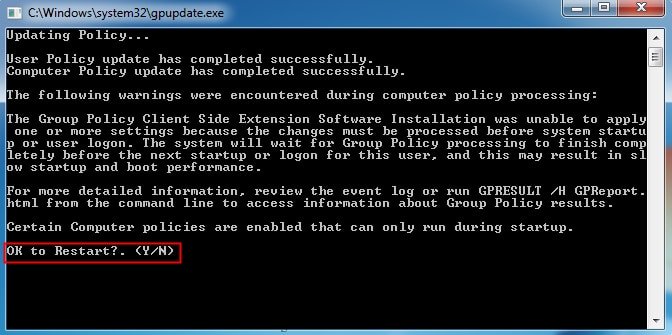 C:\Windows\system32\gpupdate.exe
Updating Policy...
User Policy update has completed successfully.
Computer Policy update has completed successfully.
The following warnings were encountered during computer policy processing:
The Group Policy Client Side Extension Software Installation was unable to apply
one or more settings because the changes must be processed before system startu
p or user logon. The system will wait for Group Policy processing to finish comp
letely before the next startup or logon for this user, and this may result in sl
ow startup and boot performance.
For more detailed information, review the event log or run GPRESULT /H GPReport.
html from the command line to access information about Group Policy results.
Certain Computer policies are enabled that can only run during startup.
OK to Restart?. (Y/N)